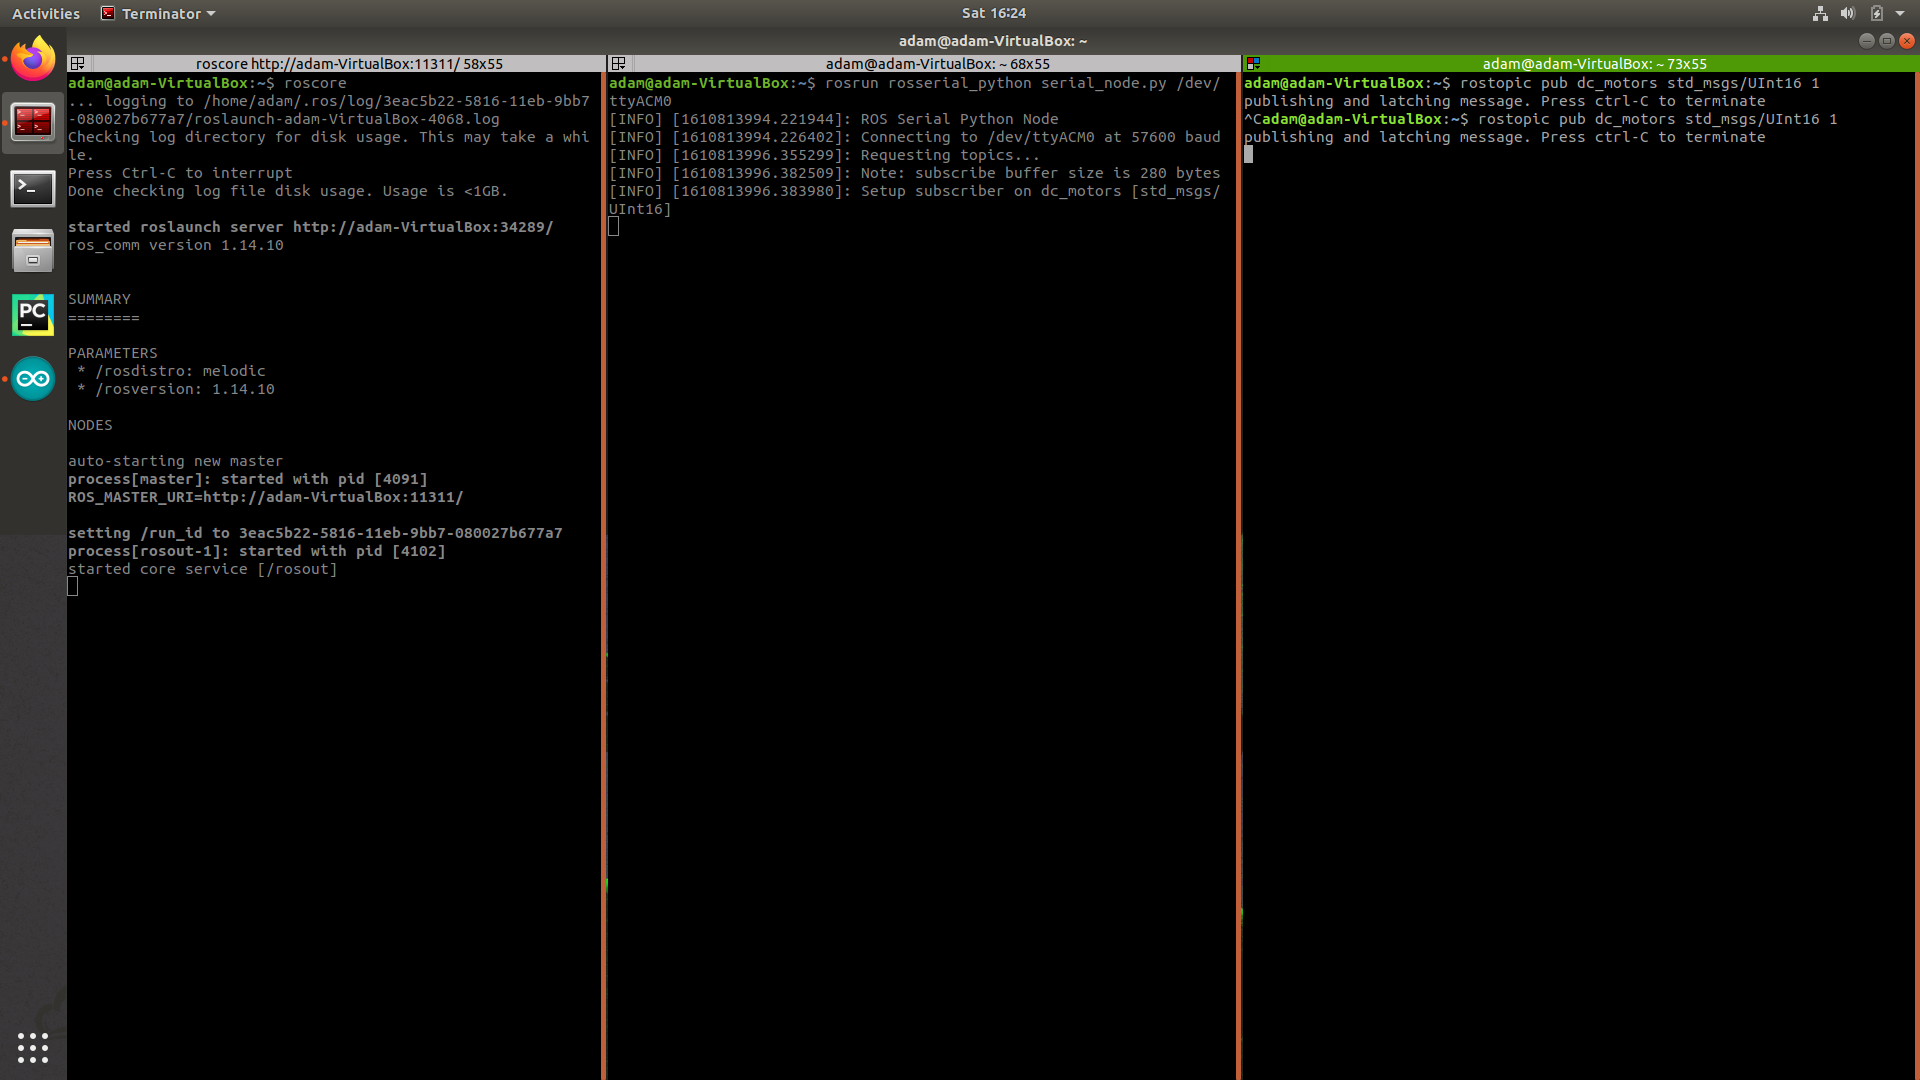 Activities
Terminator
Sat 16:24
adam@adam-VirtualBox: ~
roscore http://adam-VirtualBox:11311/ 58x55
adam@adam-VirtualBox:~$ roscore
... logging to /home/adam/.ros/log/3eac5b22-5816-11eb-9bb7
-080027b677a7/roslaunch-adam-VirtualBox-4068.log
Checking log directory for disk usage. This may take a whi
le.
Press Ctrl-C to interrupt
Done checking log file disk usage. Usage is <1GB.
started roslaunch server http://adam-VirtualBox:34289/
ros_comm version 1.14.10
SUMMARY
========
PARAMETERS
* /rosdistro: melodic
* /rosversion: 1.14.10
NODES
auto-starting new master
process[master]: started with pid [4091]
ROS_MASTER_URI=http://adam-VirtualBox:11311/
setting /run_id to 3eac5b22-5816-11eb-9bb7-080027b677a7
process[rosout-1]: started with pid [4102]
started core service [/rosout]
adam@adam-VirtualBox: ~ 68x55
adam@adam-VirtualBox:~$ rosrun rosserial_python serial_node.py /dev/
ttyACM0
[INFO] [1610813994.221944]: ROS Serial Python Node
[INFO] [1610813994.226402]: Connecting to /dev/ttyACM0 at 57600 baud
[INFO] [1610813996.355299]: Requesting topics...
[INFO] [1610813996.382509]: Note: subscribe buffer size is 280 bytes
[INFO] [1610813996.383980]: Setup subscriber on dc_motors [std_msgs/
UInt16]
adam@adam-VirtualBox: ~ 73x55
adam@adam-VirtualBox:~$ rostopic pub dc_motors std_msgs/UInt16 1
publishing and latching message. Press ctrl-C to terminate
^Cadam@adam-VirtualBox:~$ rostopic pub dc_motors std_msgs/UInt16 1
publishing and latching message. Press ctrl-C to terminate
PC